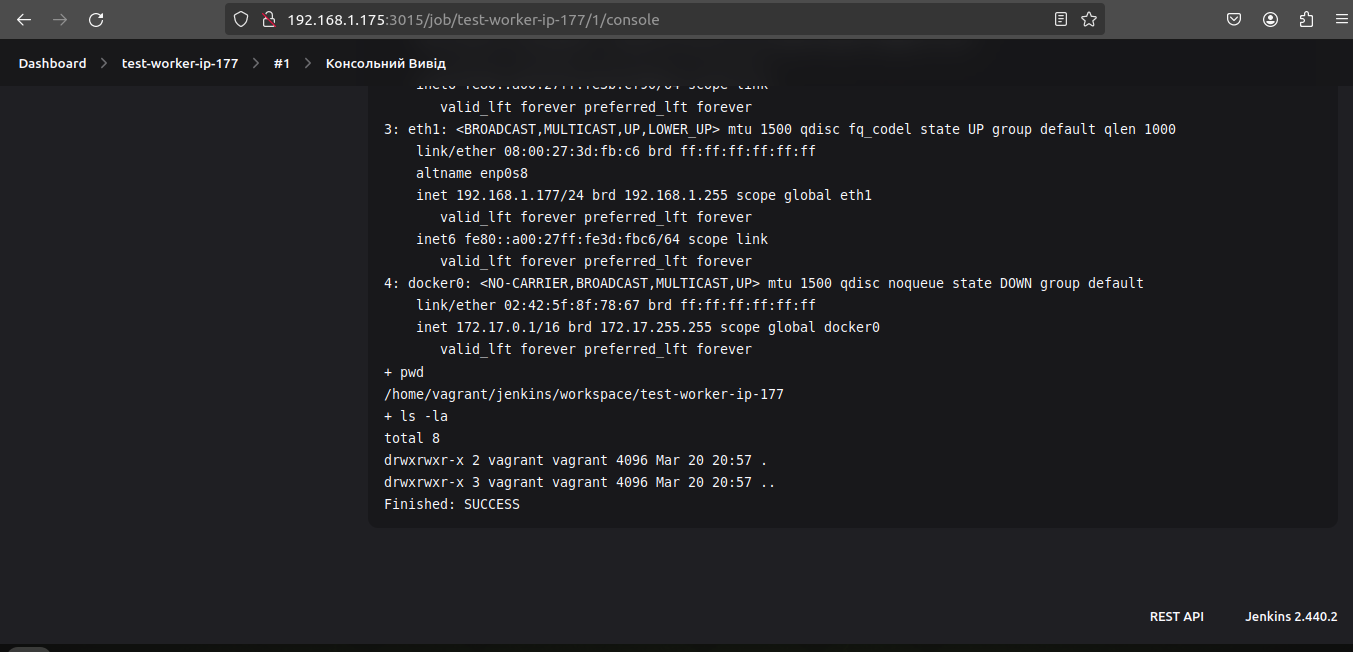 192.168.1.175:3015/job/test-worker-ip-177/1/console
Dashboard > test-worker-ip-177 > #1 > Консольний Вивід
valid_lft forever preferred_lft forever
3: eth1: <BROADCAST,MULTICAST,UP,LOWER_UP> mtu 1500 qdisc fq_codel state UP group default qlen 1000
link/ether 08:00:27:3d:fb:c6 brd ff:ff:ff:ff:ff:ff
altname enp0s8
inet 192.168.1.177/24 brd 192.168.1.255 scope global eth1
valid_lft forever preferred_lft forever
inet6 fe80::a00:27ff:fe3d:fbc6/64 scope link
valid_lft forever preferred_lft forever
4: docker0: <NO-CARRIER,BROADCAST,MULTICAST,UP> mtu 1500 qdisc noqueue state DOWN group default
link/ether 02:42:5f:8f:78:67 brd ff:ff:ff:ff:ff:ff
inet 172.17.0.1/16 brd 172.17.255.255 scope global docker0
valid_lft forever preferred_lft forever
+ pwd
/home/vagrant/jenkins/workspace/test-worker-ip-177
+ ls -la
total 8
drwxrwxr-x 2 vagrant vagrant 4096 Mar 20 20:57 .
drwxrwxr-x 3 vagrant vagrant 4096 Mar 20 20:57 ..
Finished: SUCCESS
REST API Jenkins 2.440.2